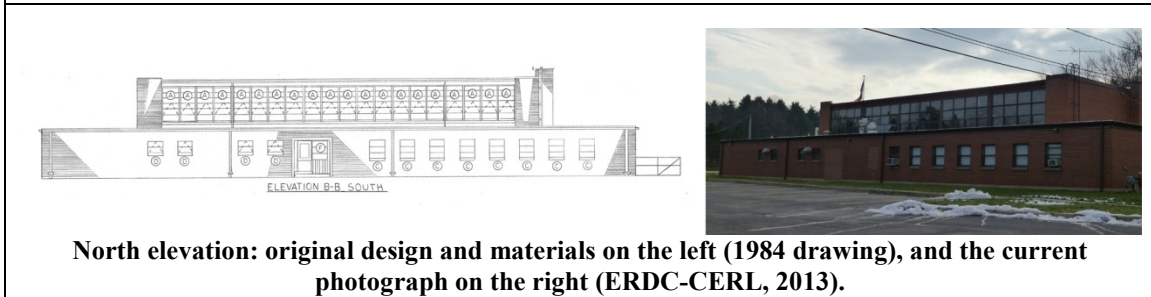 A A A A A A A A A A A A A A A A A A A A
D D D D F C C C C C C C
ELEVATION B-B SOUTH
North elevation: original design and materials on the left (1984 drawing), and the current
photograph on the right (ERDC-CERL, 2013).